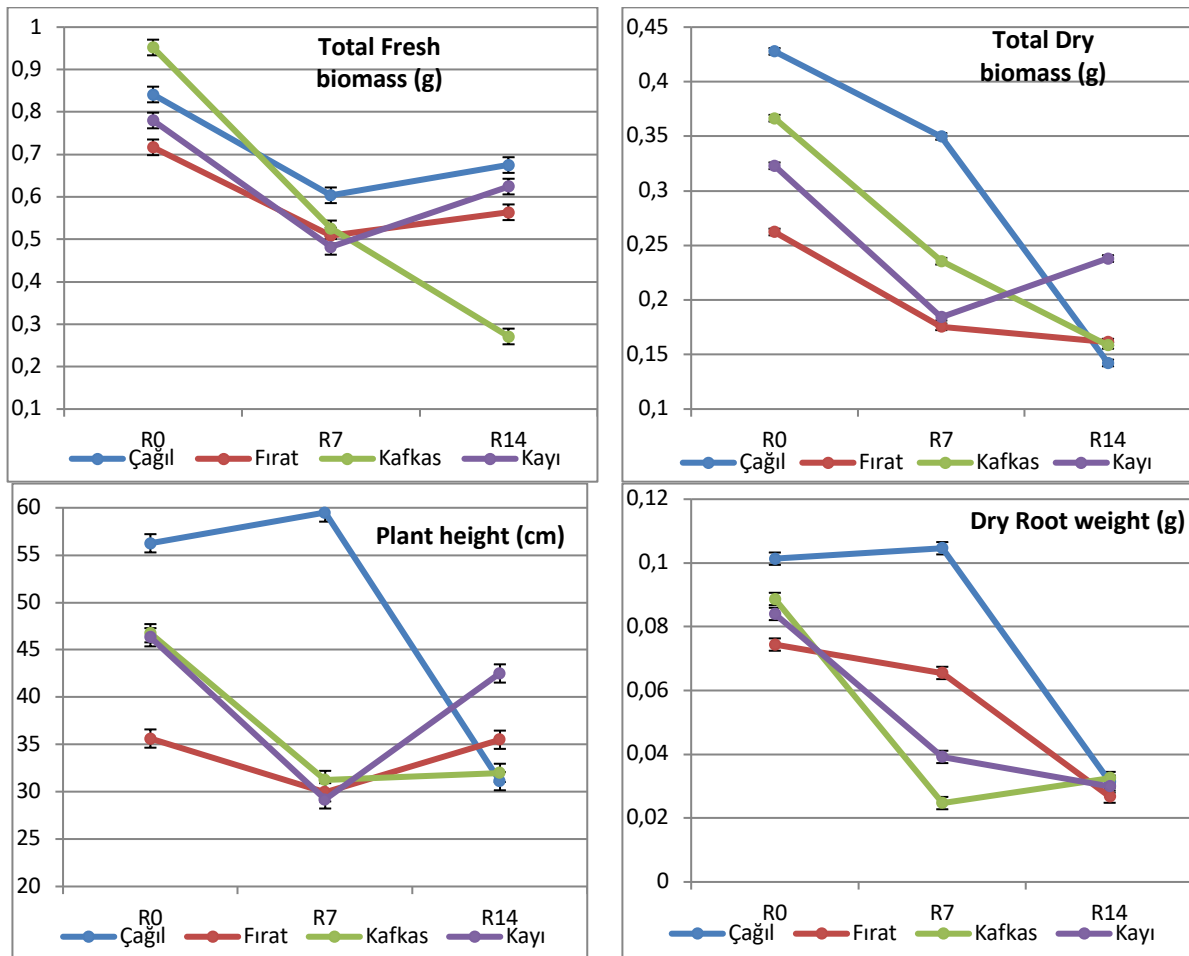 Total Fresh
biomass (g)
1
0,9
0,8
0,7
0,6
0,5
0,4
0,3
0,2
0,1
R0 R7 R14
Çağıl Fırat Kafkas Kayı
Total Dry
biomass (g)
0,45
0,4
0,35
0,3
0,25
0,2
0,15
0,1
R0 R7 R14
Çağıl Fırat Kafkas Kayı
Plant height (cm)
60
55
50
45
40
35
30
25
20
R0 R7 R14
Çağıl Fırat Kafkas Kayı
Dry Root weight (g)
0,12
0,1
0,08
0,06
0,04
0,02
0
R0 R7 R14
Çağıl Fırat Kafkas Kayı